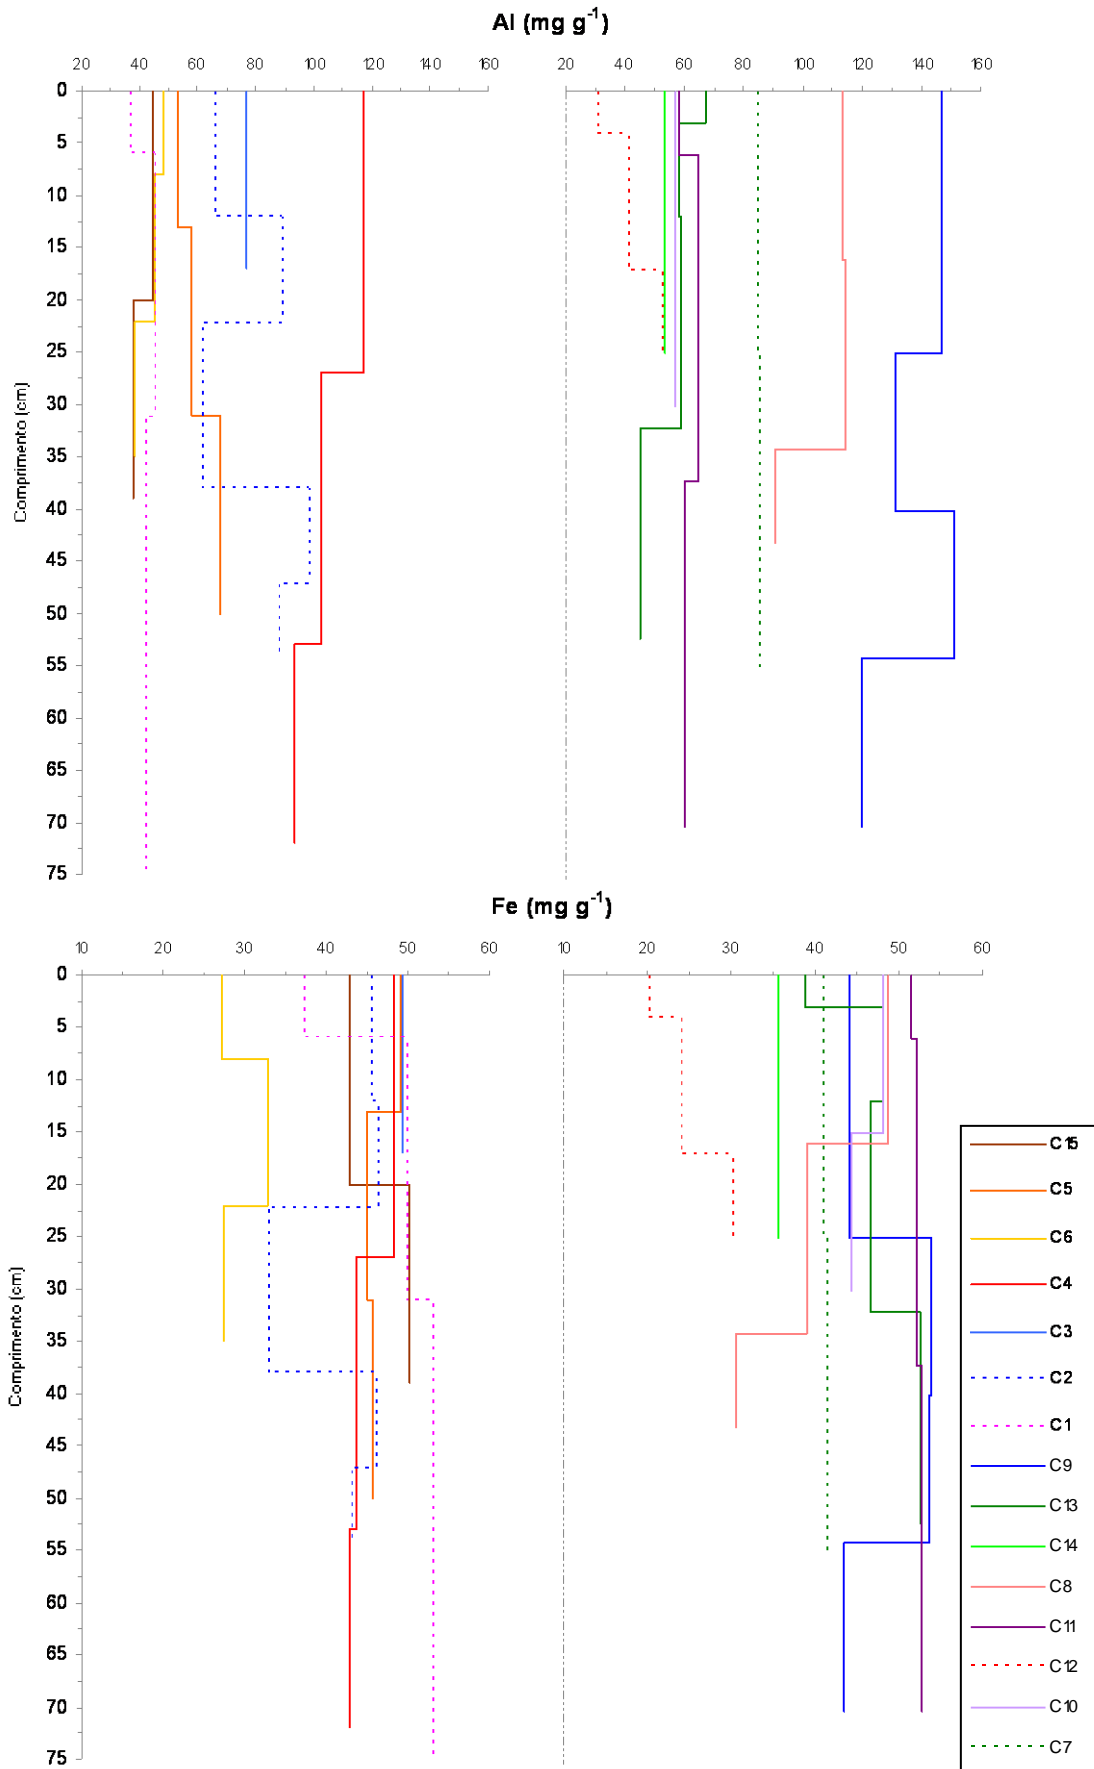 Al (mg g-1)
20 40 60 80 100 120 140 160 20 40 60 80 100 120 140 160
0
5
10
15
20
25
30
35
40
45
50
55
60
65
70
75
Comprimento (cm)
Fe (mg g-1)
10 20 30 40 50 60 10 20 30 40 50 60
0
5
10
15
20
25
30
35
40
45
50
55
60
65
70
75
Comprimento (cm)
C15
C5
C6
C4
C3
C2
C1
C9
C13
C14
C8
C11
C12
C10
C7